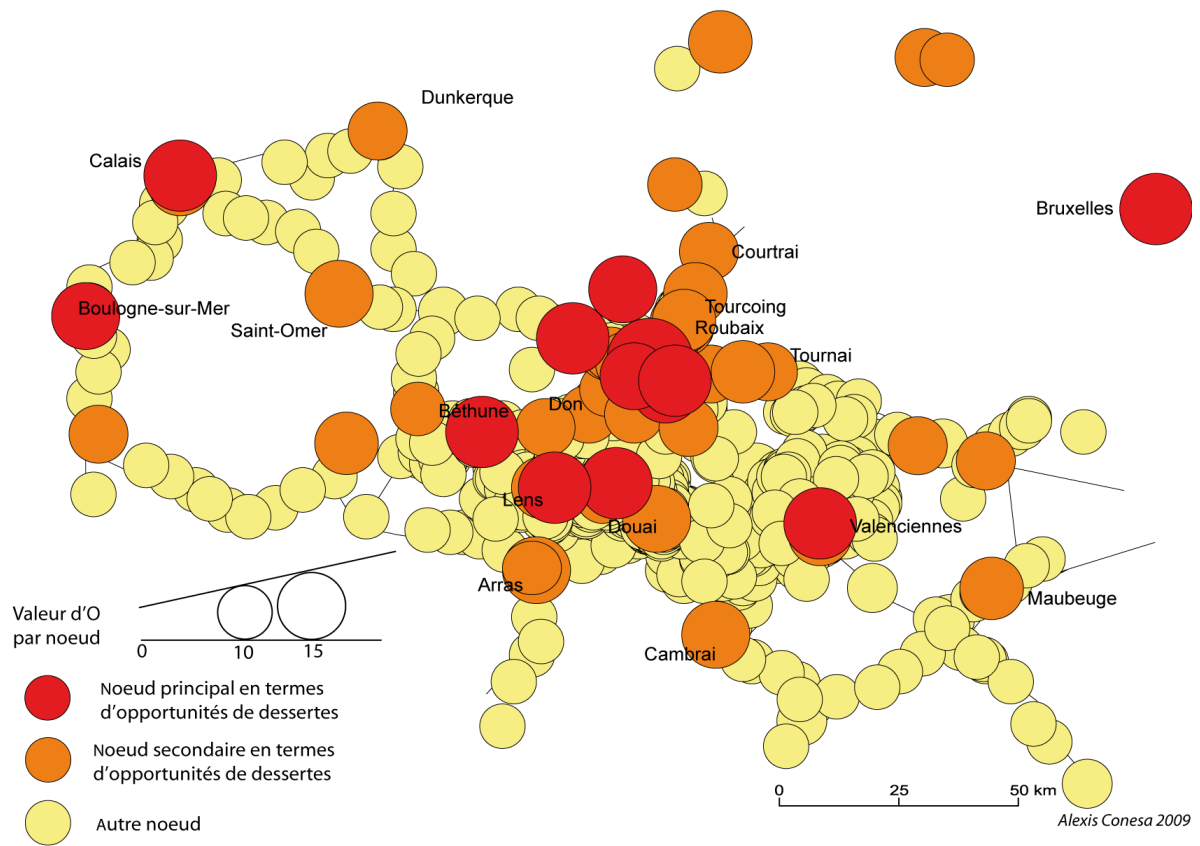 Dunkerque
Calais
Bruxelles
Courtrai
Boulogne-sur-Mer
Tourcoing
Saint-Omer
Roubaix
Tournai
Béthune
Don
Lens
Douai
Valenciennes
Arras
Maubeuge
Cambrai
Valeur d'O
par noeud
0
10
15
Noeud principal en termes
d'opportunités de dessertes
Noeud secondaire en termes
d'opportunités de dessertes
Autre noeud
0 25 50 km
Alexis Conesa 2009